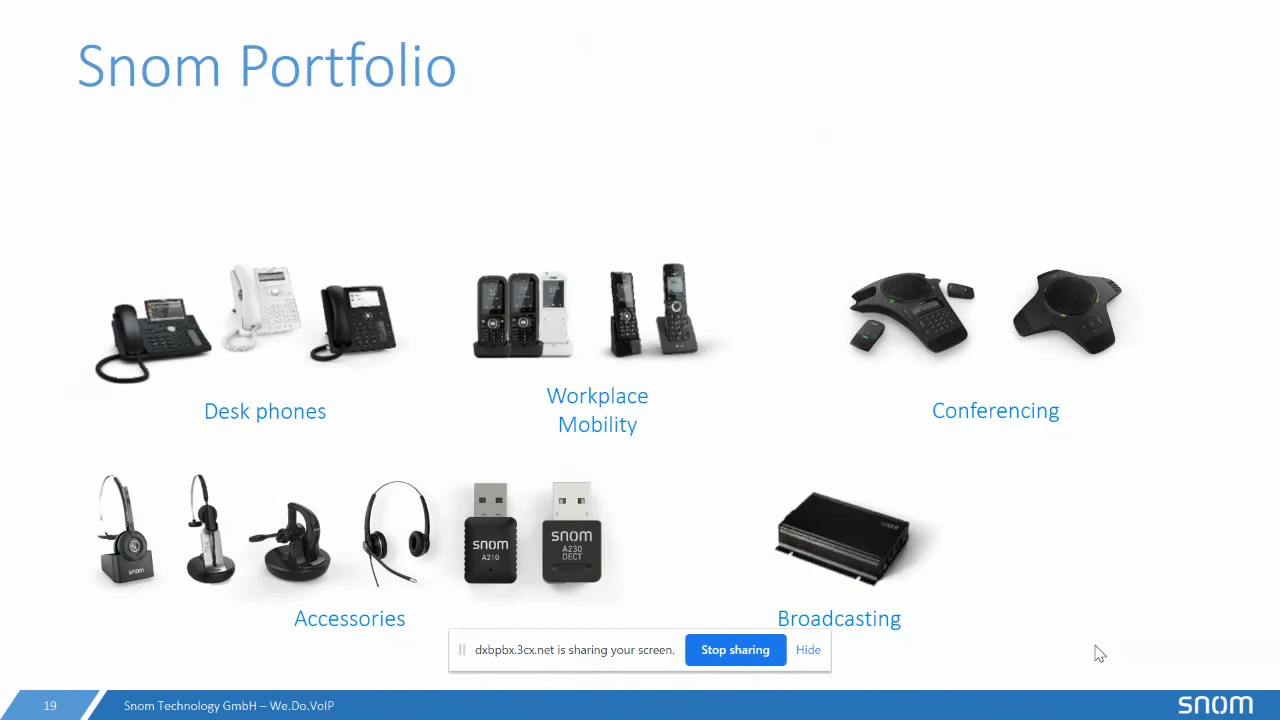 Snom Portfolio
Desk phones
Workplace
Mobility
Conferencing
snom
snom
A210
snom
A230
DECT
Accessories
Broadcasting
dxbpbx.3cx.net is sharing your screen.
Stop sharing
Hide
19
Snom Technology GmbH – We.Do.VoIP
snom